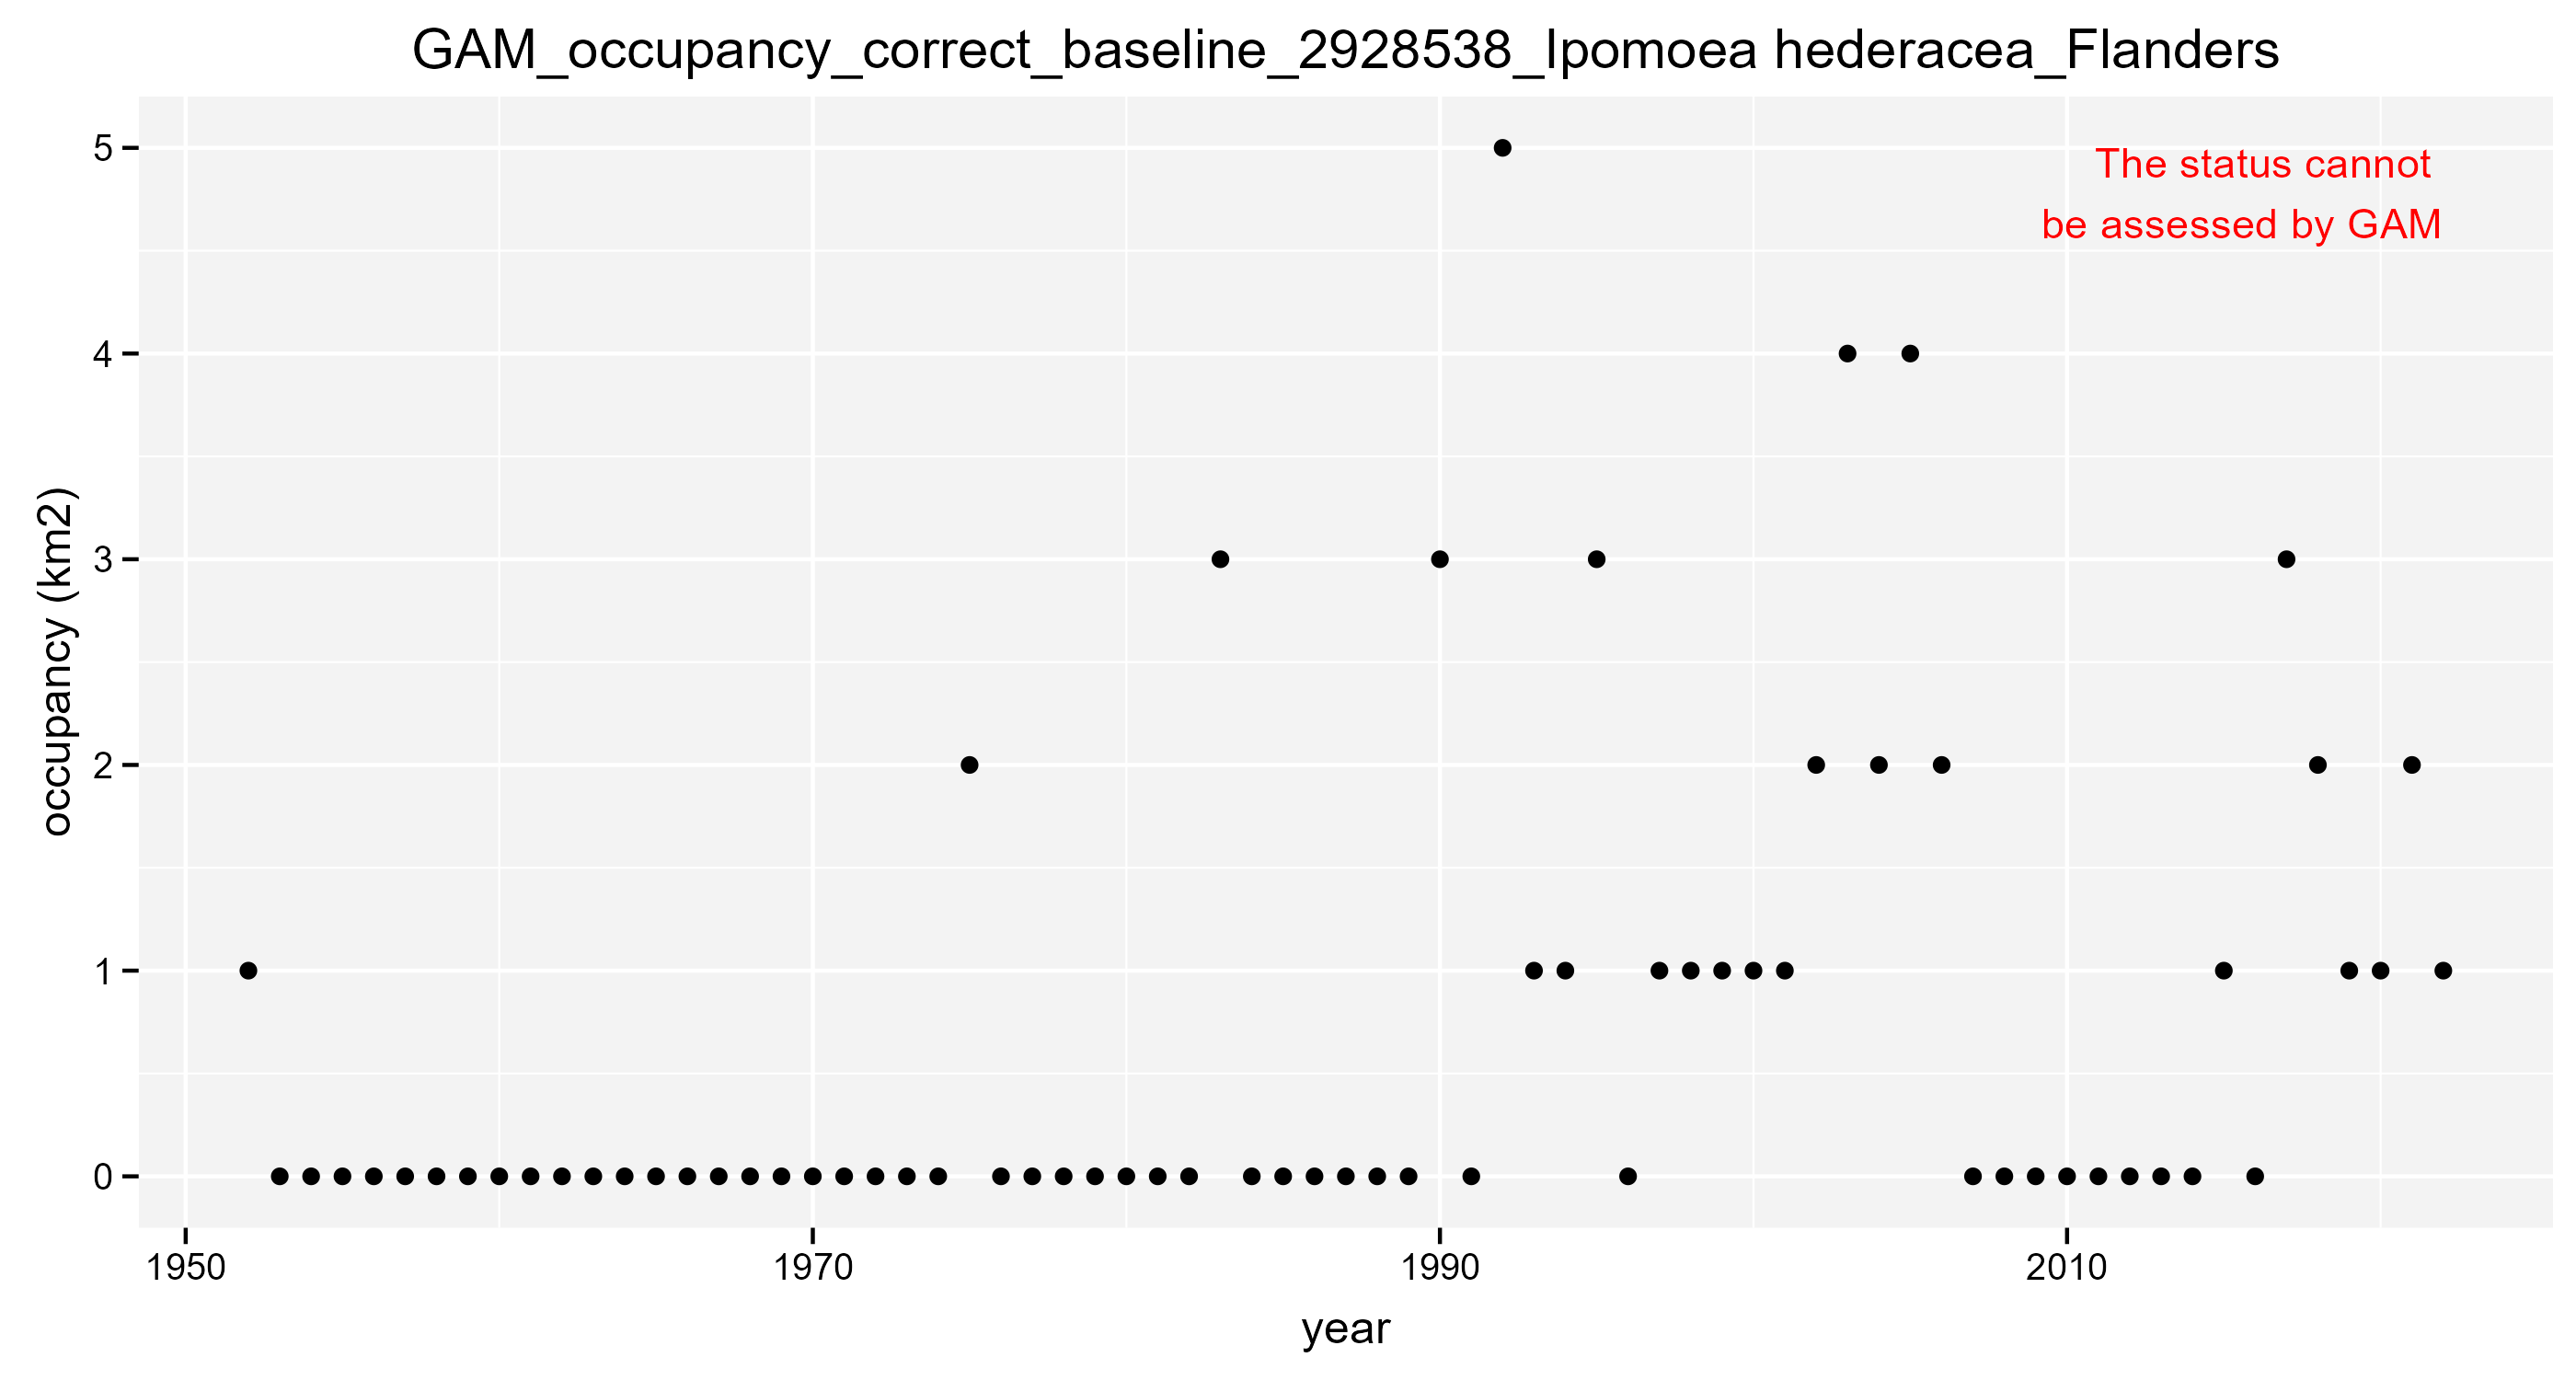 GAM_occupancy_correct_baseline_2928538_Ipomoea hederacea_Flanders
The status cannot
be assessed by GAM
occupancy (km2)
5
4
3
2
1
0
1950 1970 1990 2010
year